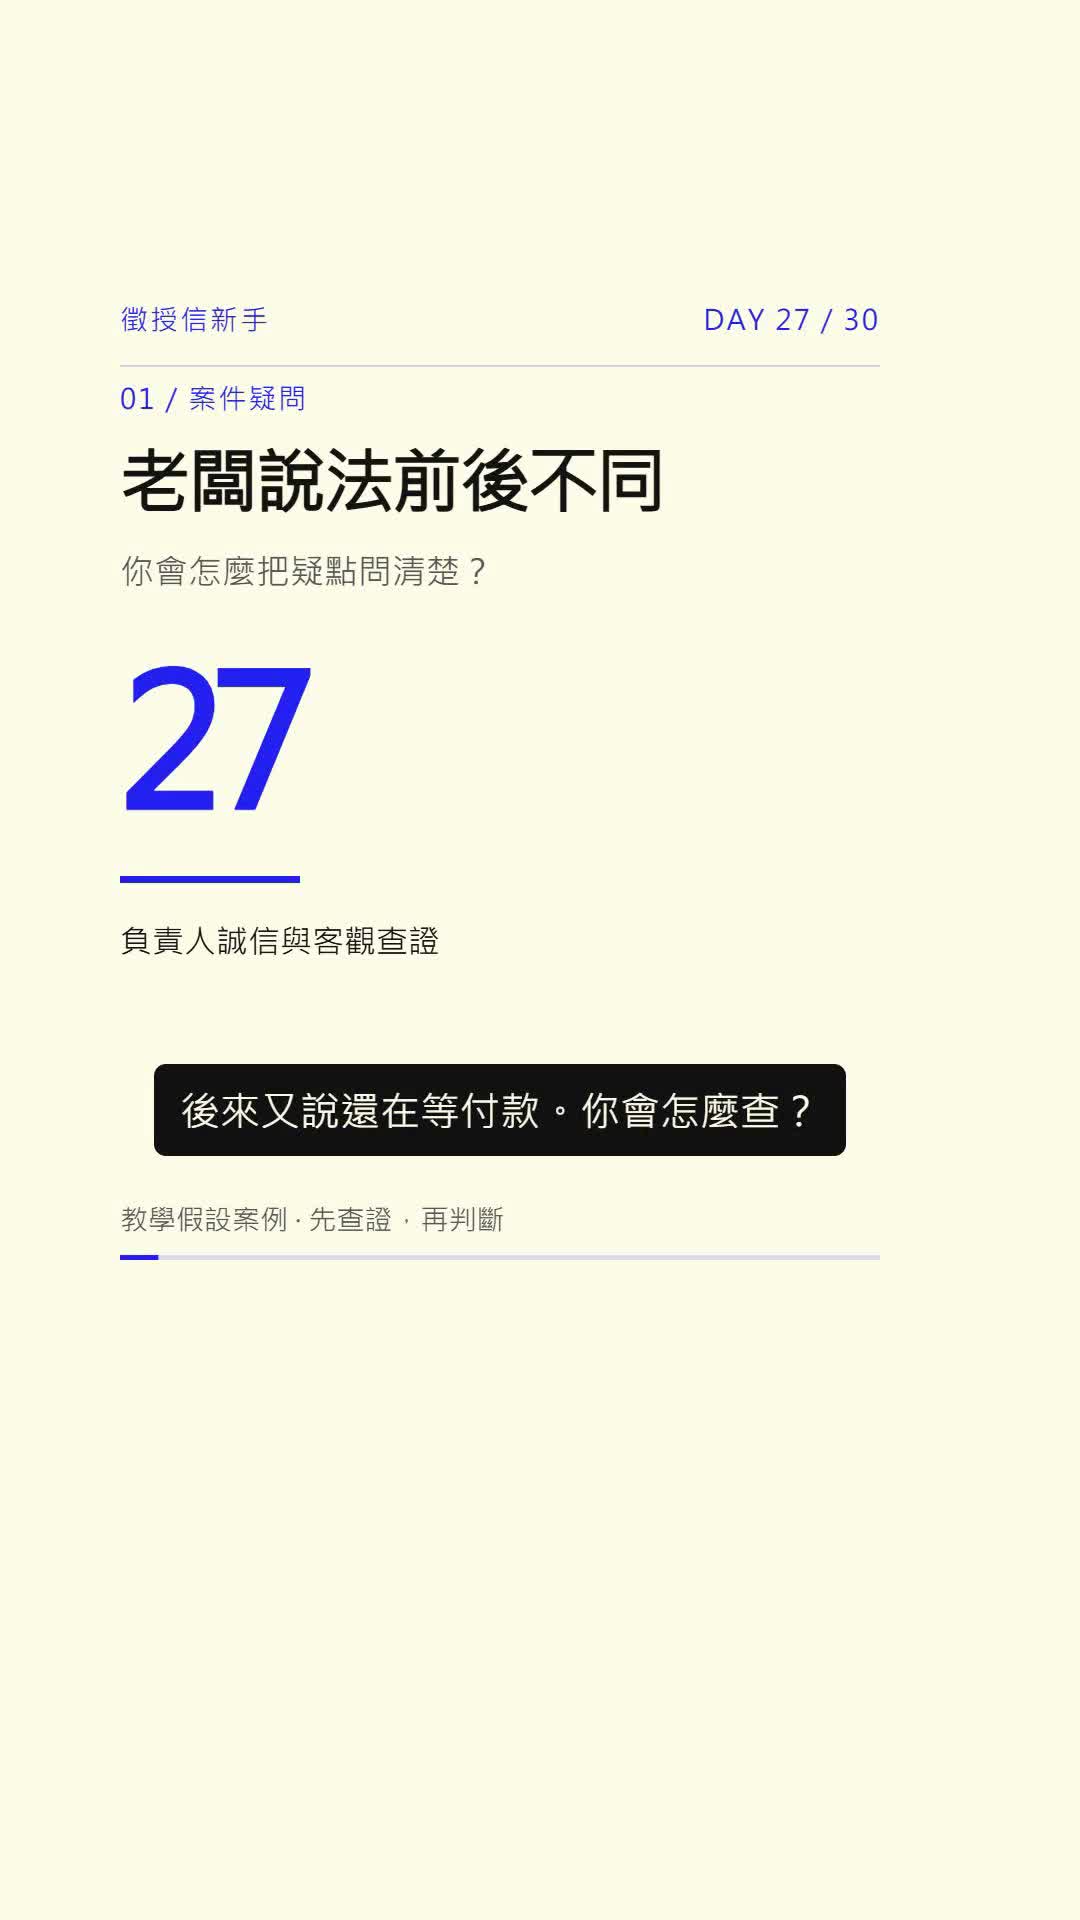 徵授信新手
DAY 27 / 30
01 / 案件疑問
老闆說法前後不同
你會怎麼把疑點問清楚？
27
負責人誠信與客觀查證
後來又說還在等付款。你會怎麼查？
教學假設案例 · 先查證，再判斷